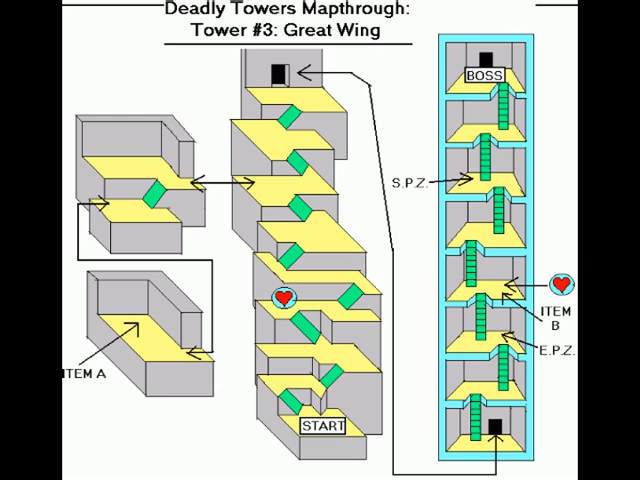 Deadly Towers Mapthrough:
Tower #3: Great Wing
BOSS
S.P.Z.
ITEM
B
E.P.Z.
ITEM A
START